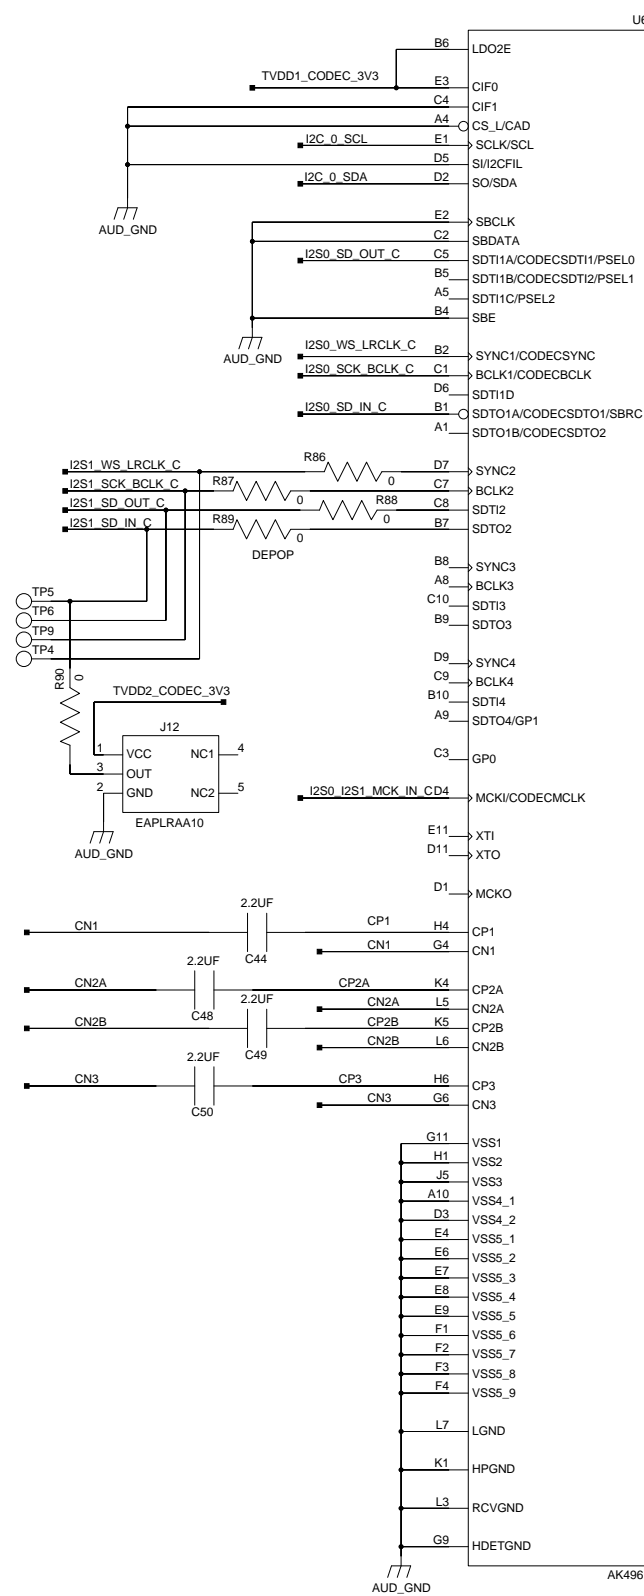 U6
B6 LDO2E
TVDD1_CODEC_3V3 E3 CIF0
C4 CIF1
A4 CS_L/CAD
I2C_0_SCL E1 SCLK/SCL
D5 SI/I2CFIL
I2C_0_SDA D2 SO/SDA
AUD_GND
E2 SBCLK
C2 SBDATA
I2S0_SD_OUT_C C5 SDTI1A/CODECSDTI1/PSEL0
B5 SDTI1B/CODECSDTI2/PSEL1
A5 SDTI1C/PSEL2
B4 SBE
AUD_GND
I2S0_WS_LRCLK_C B2 SYNC1/CODECSYNC
I2S0_SCK_BCLK_C C1 BCLK1/CODECBCLK
D6 SDTI1D
I2S0_SD_IN_C B1 SDTO1A/CODECSDTO1/SBRC
A1 SDTO1B/CODECSDTO2
I2S1_WS_LRCLK_C R86 0 D7 SYNC2
I2S1_SCK_BCLK_C R87 0 C7 BCLK2
I2S1_SD_OUT_C R88 0 C8 SDTI2
I2S1_SD_IN_C R89 0 B7 SDTO2
DEPOP
B8 SYNC3
A8 BCLK3
C10 SDTI3
B9 SDTO3
TP5
TP6
TP9
TP4
D9 SYNC4
C9 BCLK4
B10 SDTI4
A9 SDTO4/GP1
R90 0
TVDD2_CODEC_3V3
J12
1 VCC NC1 4
3 OUT
2 GND NC2 5
EAPLRAA10
AUD_GND
C3 GP0
I2S0_I2S1_MCK_IN_C D4 MCKI/CODECMCLK
E11 XTI
D11 XTO
D1 MCKO
CN1 2.2UF C44 CP1 H4 CP1
CN1 G4 CN1
CN2A 2.2UF C48 CP2A K4 CP2A
CN2A L5 CN2A
CN2B 2.2UF C49 CP2B K5 CP2B
CN2B L6 CN2B
CN3 2.2UF C50 CP3 H6 CP3
CN3 G6 CN3
G11 VSS1
H1 VSS2
J5 VSS3
A10 VSS4_1
D3 VSS4_2
E4 VSS5_1
E6 VSS5_2
E7 VSS5_3
E8 VSS5_4
E9 VSS5_5
F1 VSS5_6
F2 VSS5_7
F3 VSS5_8
F4 VSS5_9
L7 LGND
K1 HPGND
L3 RCVGND
G9 HDETGND
AUD_GND
AK496